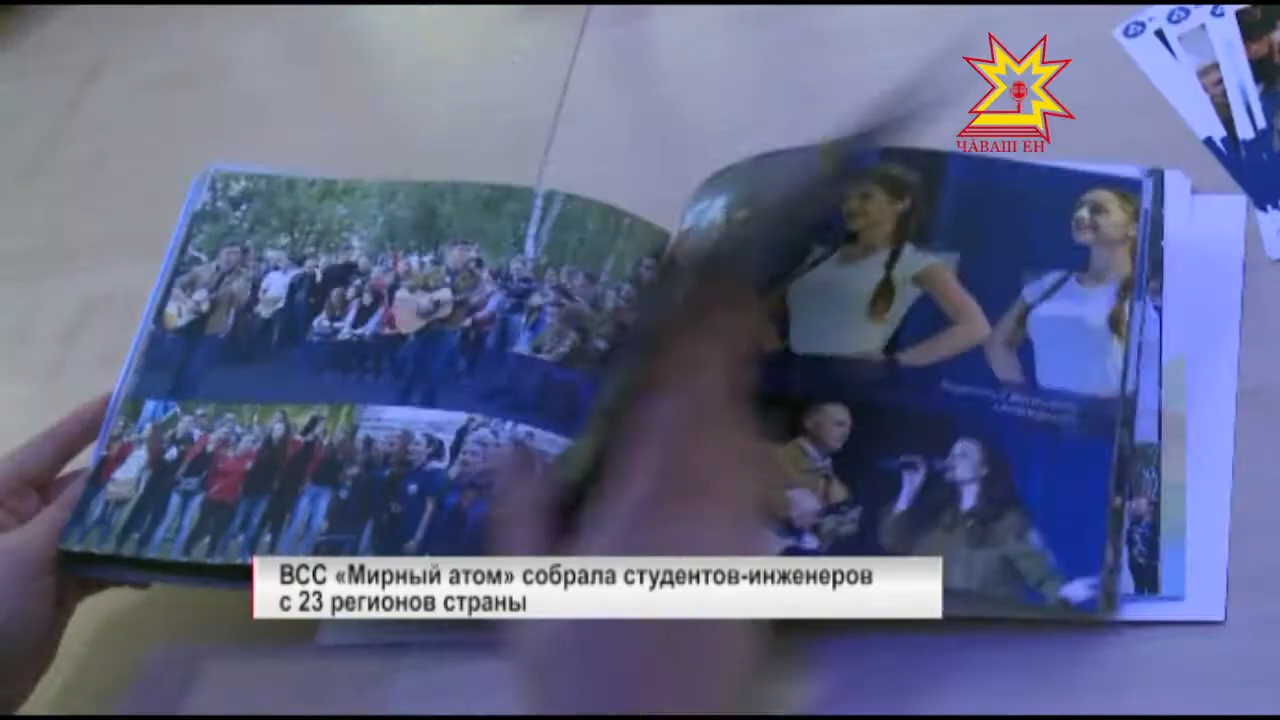 ЧӐВАШ ЕН
ВСС «Мирный атом» собрала студентов-инженеров
с 23 регионов страны